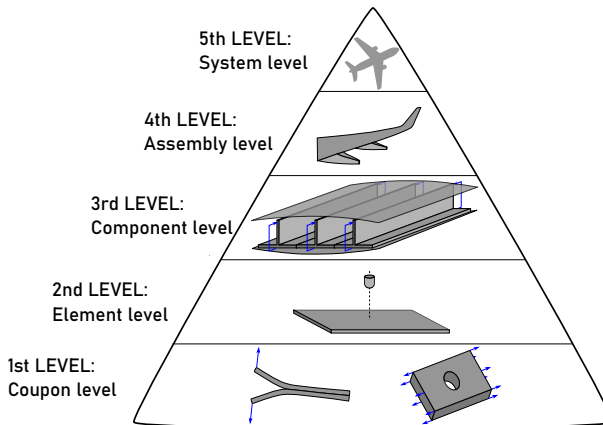 5th LEVEL:
System level
4th LEVEL:
Assembly level
3rd LEVEL:
Component level
2nd LEVEL:
Element level
1st LEVEL:
Coupon level